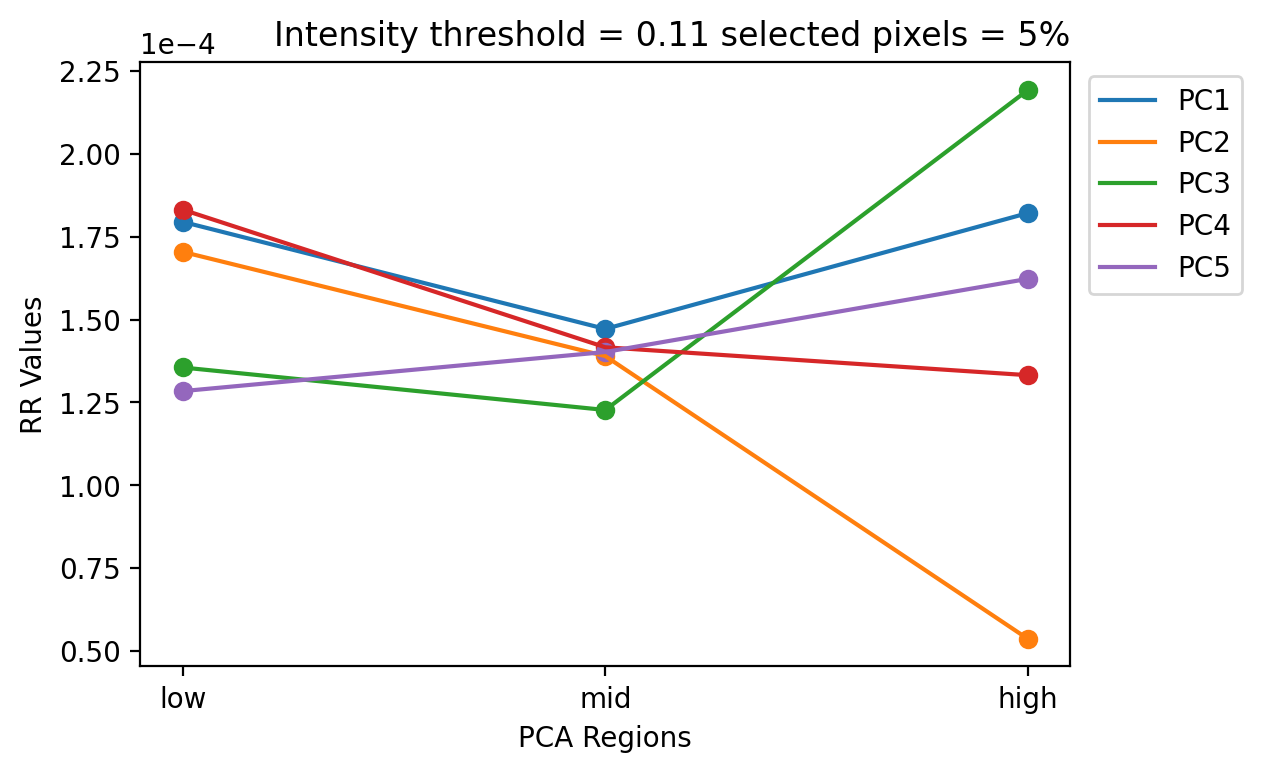 Intensity threshold = 0.11 selected pixels = 5%
1e−4
2.25
2.00
1.75
1.50
1.25
1.00
0.75
0.50
RR Values
low
mid
high
PCA Regions
PC1
PC2
PC3
PC4
PC5